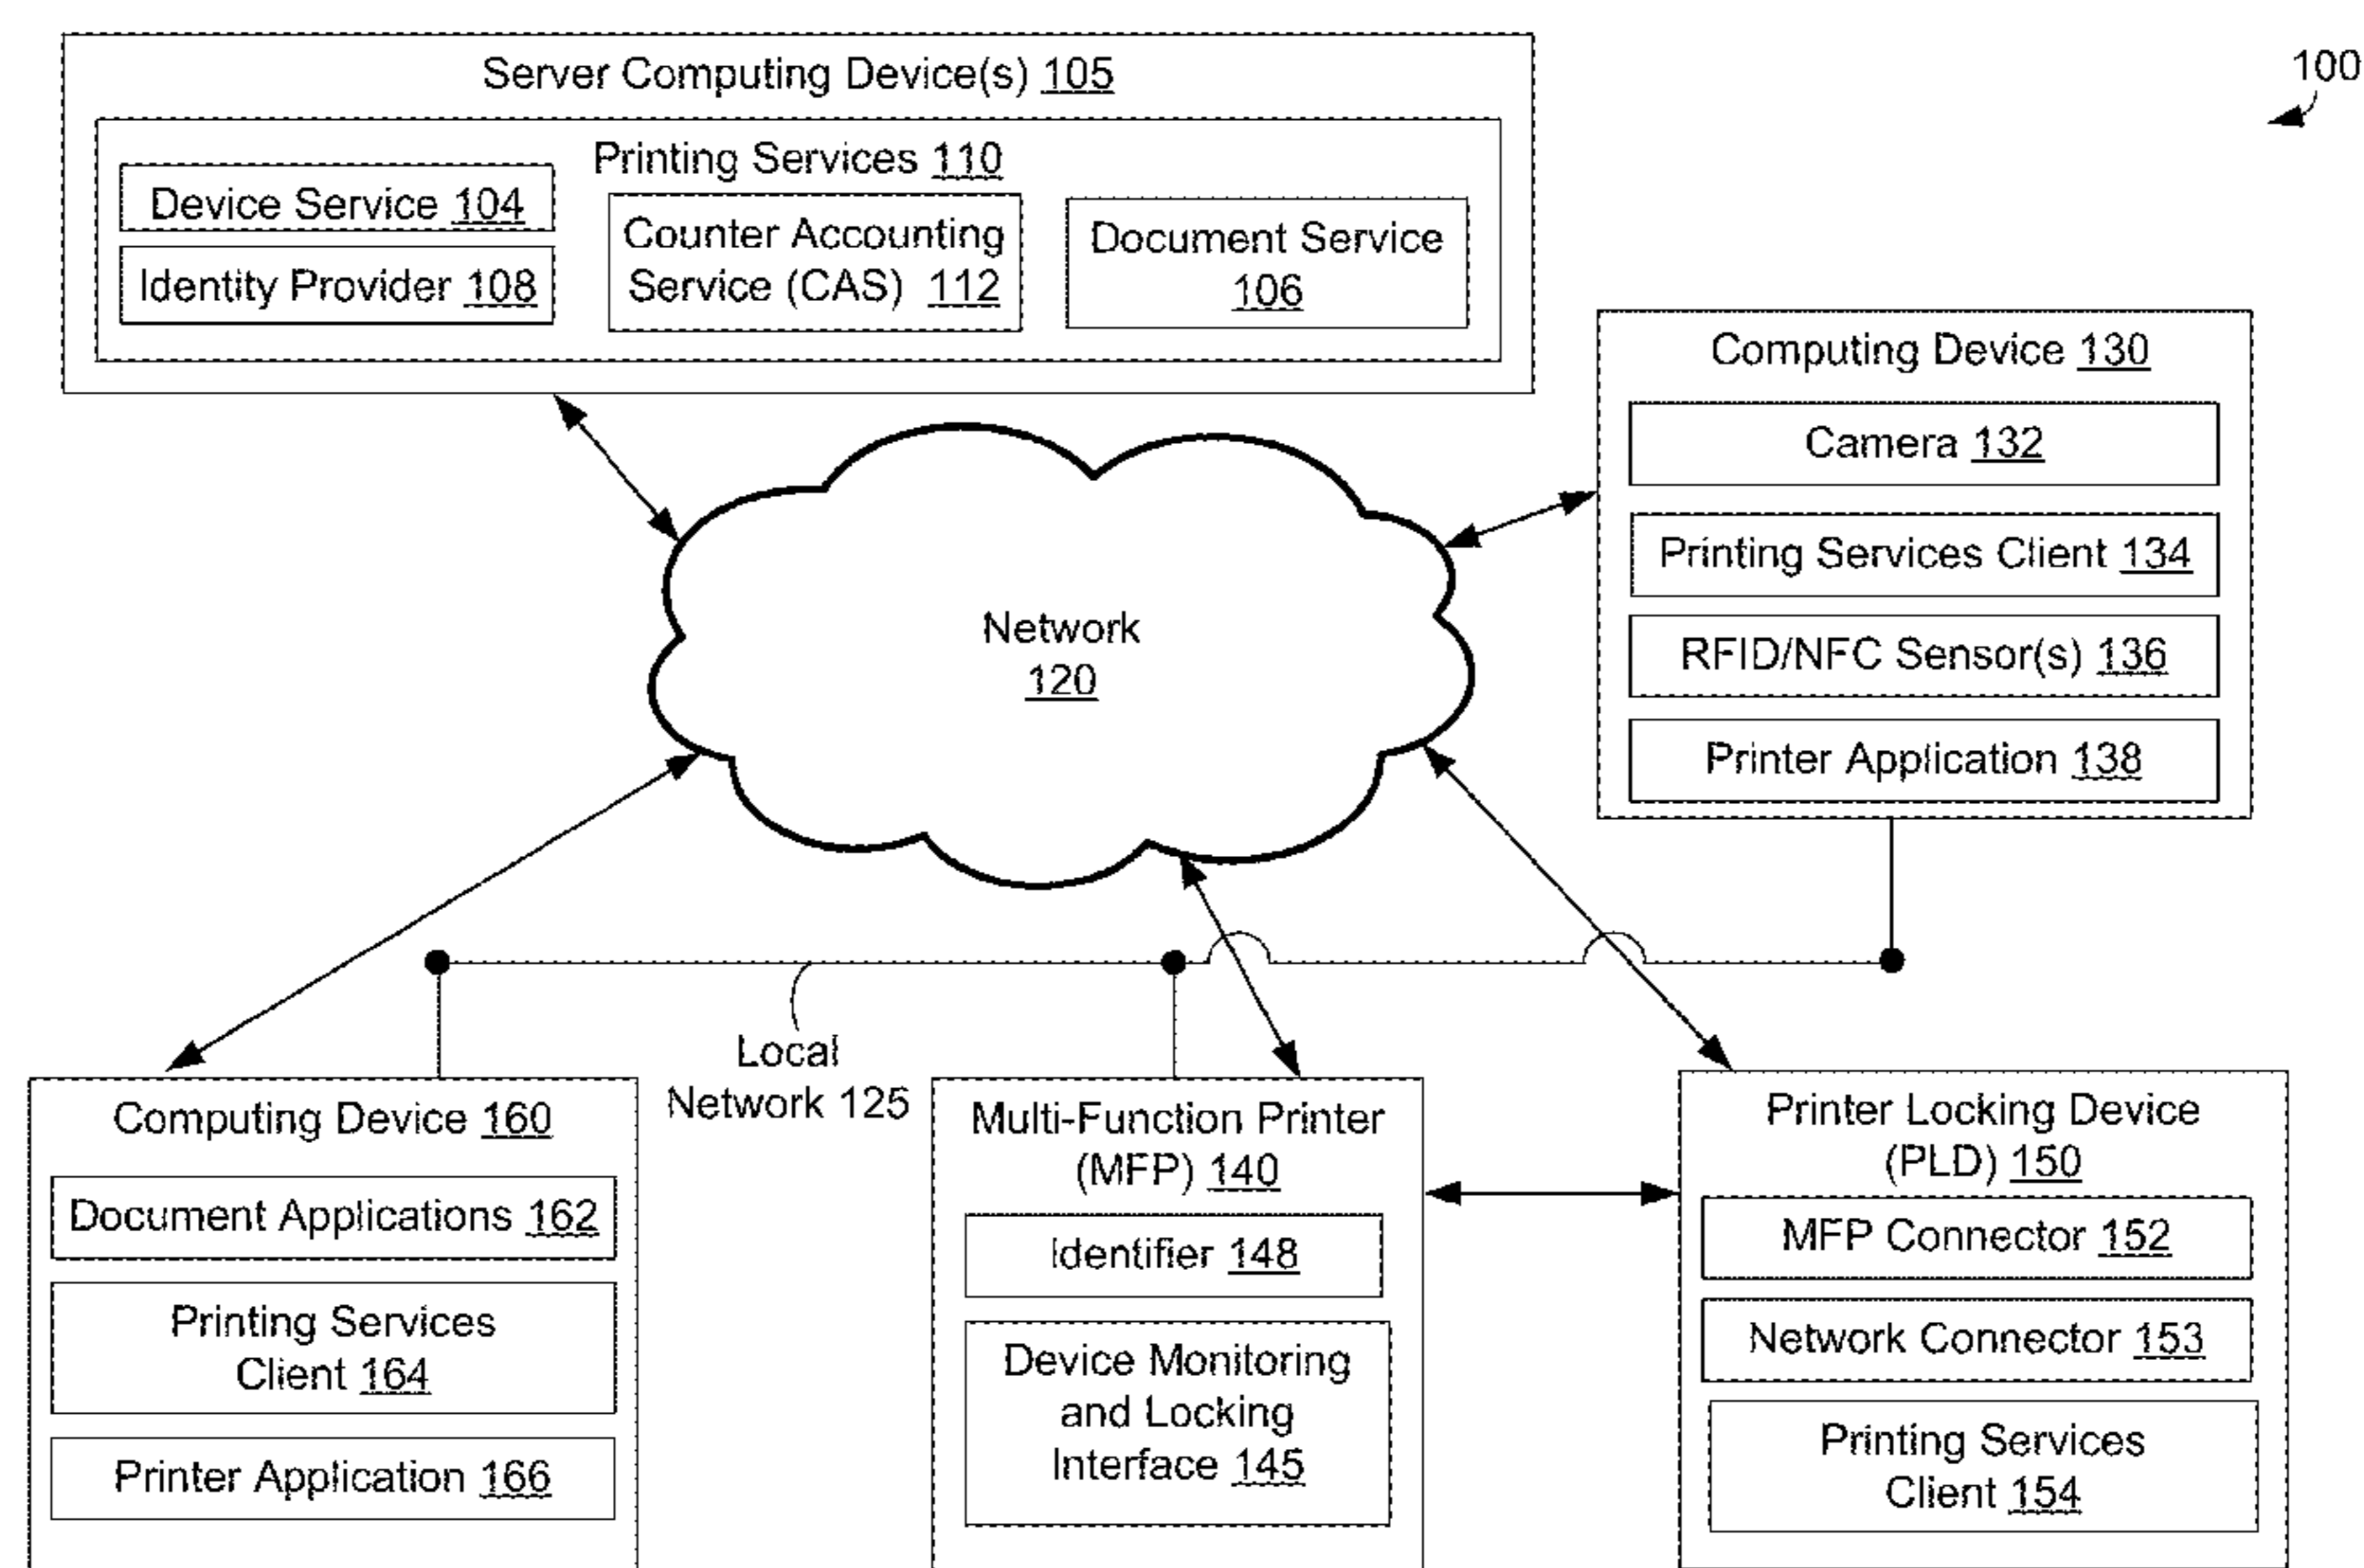 100
Server Computing Device(s) 105
Printing Services 110
Device Service 104
Identity Provider 108
Counter Accounting
Service (CAS) 112
Document Service
106
Computing Device 130
Camera 132
Printing Services Client 134
RFID/NFC Sensor(s) 136
Printer Application 138
Network
120
Local
Network 125
Computing Device 160
Document Applications 162
Printing Services
Client 164
Printer Application 166
Multi-Function Printer
(MFP) 140
Identifier 148
Device Monitoring
and Locking
Interface 145
Printer Locking Device
(PLD) 150
MFP Connector 152
Network Connector 153
Printing Services
Client 154